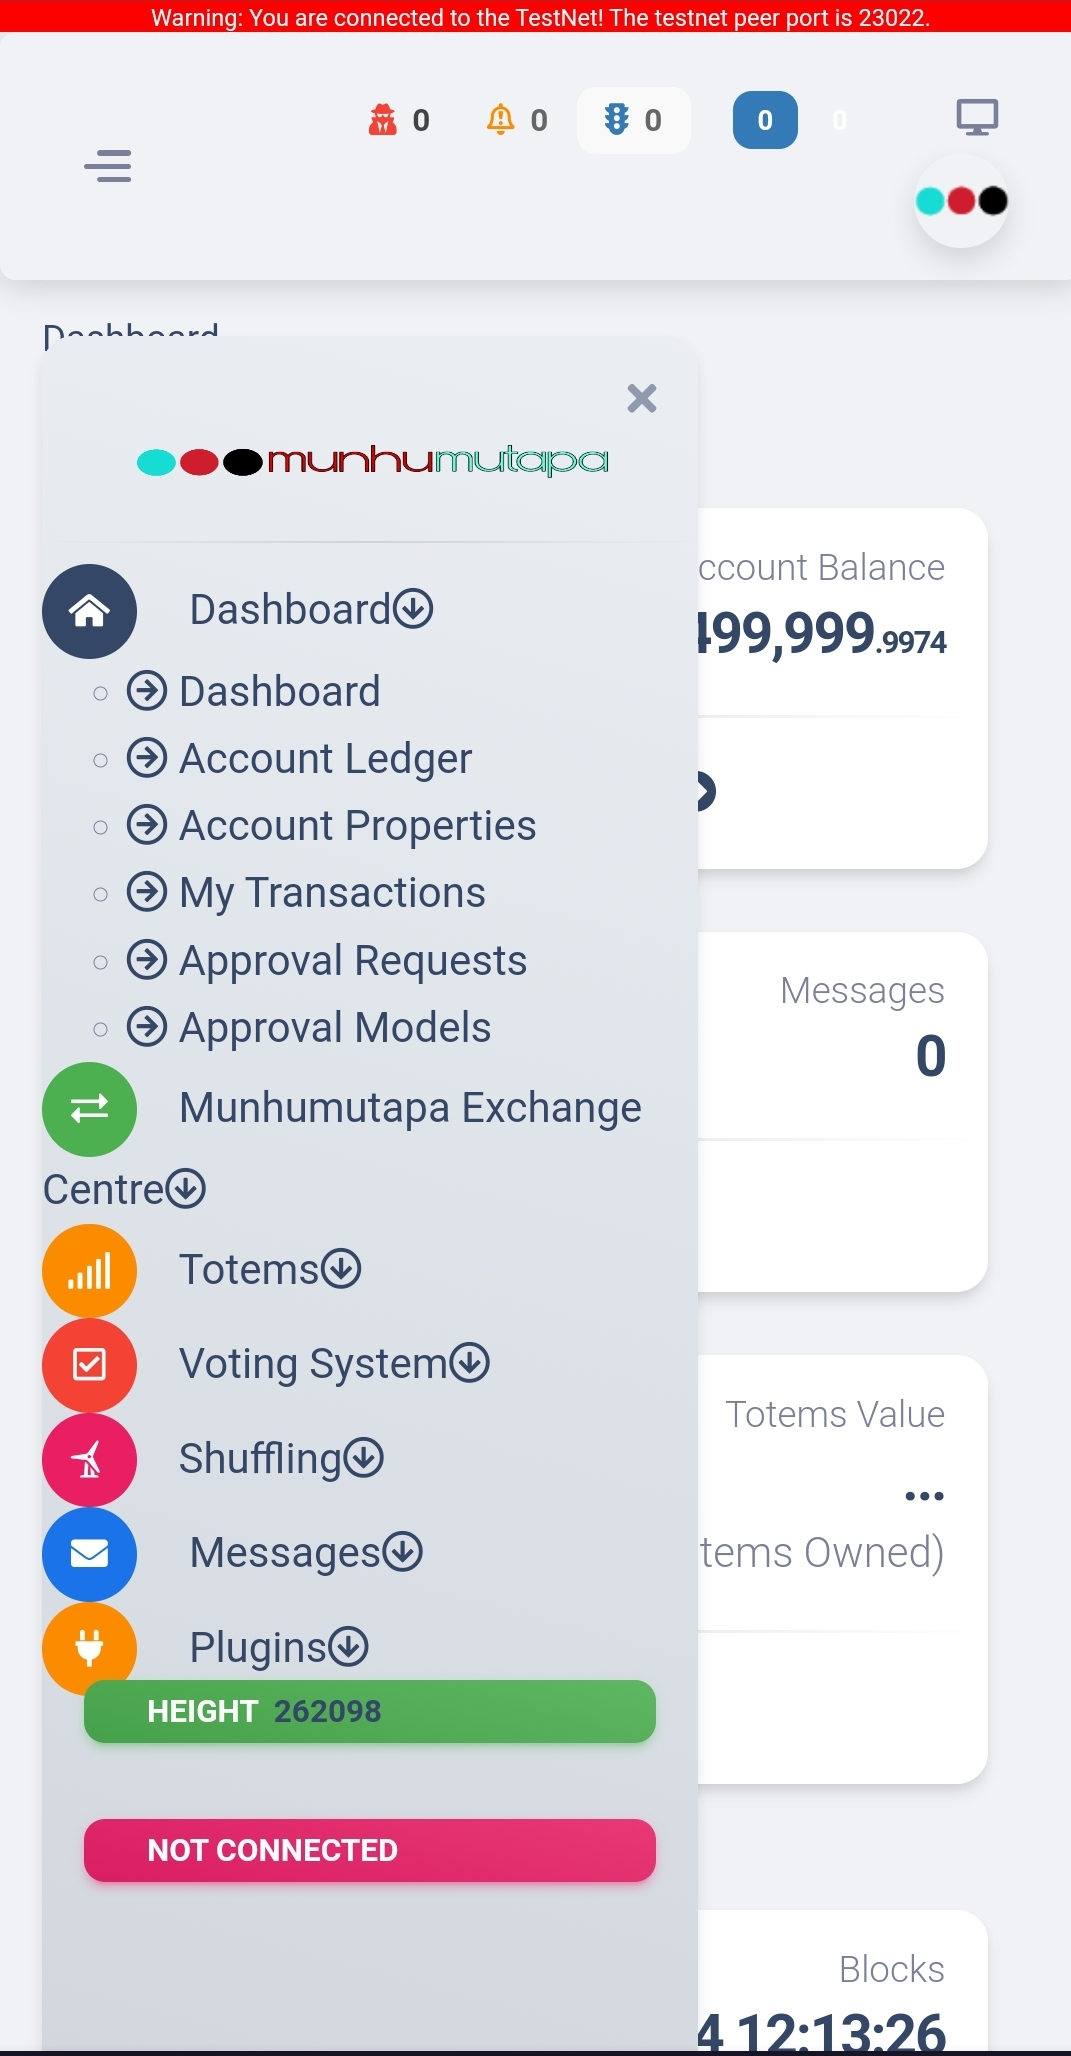 Warning: You are connected to the TestNet! The testnet peer port is 23022.
0 0 0 0 0
Dashboard
munhumutapa
Dashboard
Dashboard
Account Ledger
Account Properties
My Transactions
Approval Requests
Approval Models
Munhumutapa Exchange
Centre
Totems
Voting System
Shuffling
Messages
Plugins
HEIGHT 262098
NOT CONNECTED
ccount Balance
499,999.9974
Messages
0
Totems Value
...
tems Owned)
Blocks
4 12:13:26